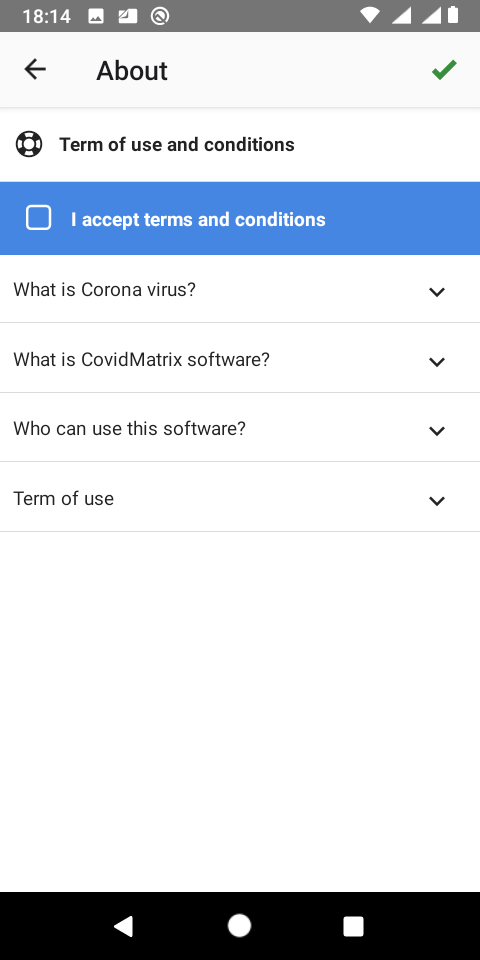 18:14
About
Term of use and conditions
I accept terms and conditions
What is Corona virus?
What is CovidMatrix software?
Who can use this software?
Term of use